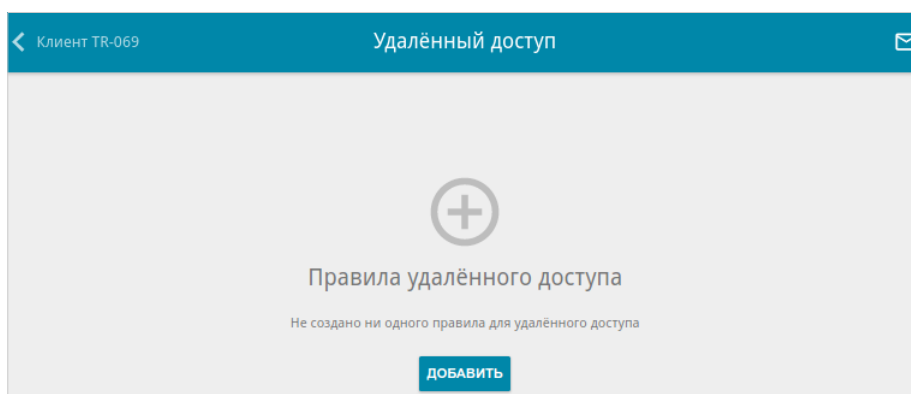 Клиент TR-069
Удалённый доступ
Правила удалённого доступа
Не создано ни одного правила для удалённого доступа
ДОБАВИТЬ